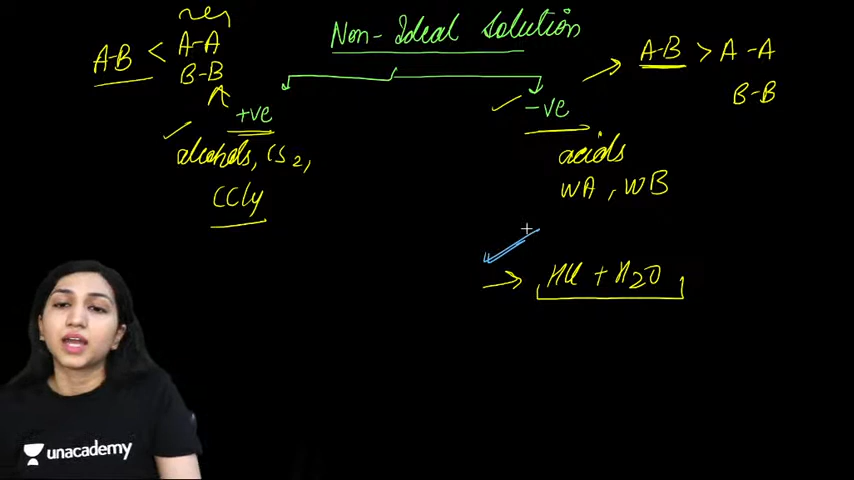 Non-Ideal Solution
A-B < A-A
B-B
+ve
alcohols, CS2,
CCl4
-ve
A-B > A-A
B-B
acids
WA, WB
HCl + H2O
unacademy